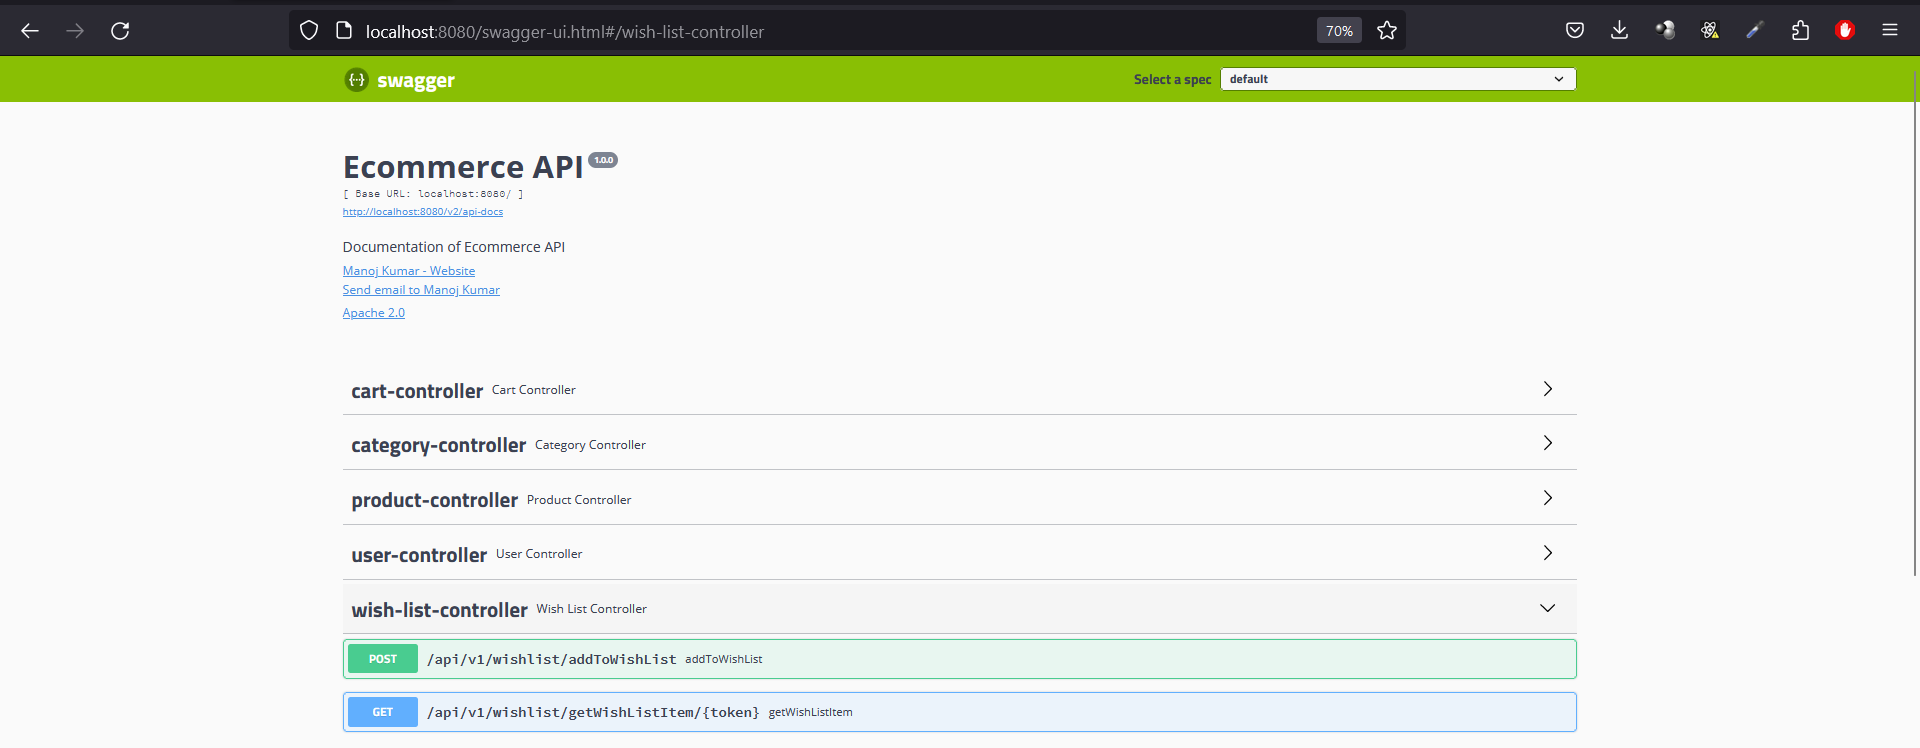 localhost:8080/swagger-ui.html#/wish-list-controller
70%
swagger
Select a spec
default
Ecommerce API 1.0.0
[ Base URL: localhost:8080/ ]
http://localhost:8080/v2/api-docs
Documentation of Ecommerce API
Manoj Kumar - Website
Send email to Manoj Kumar
Apache 2.0
cart-controller Cart Controller
category-controller Category Controller
product-controller Product Controller
user-controller User Controller
wish-list-controller Wish List Controller
POST /api/v1/wishlist/addToWishList addToWishList
GET /api/v1/wishlist/getWishListItem/{token} getWishListItem